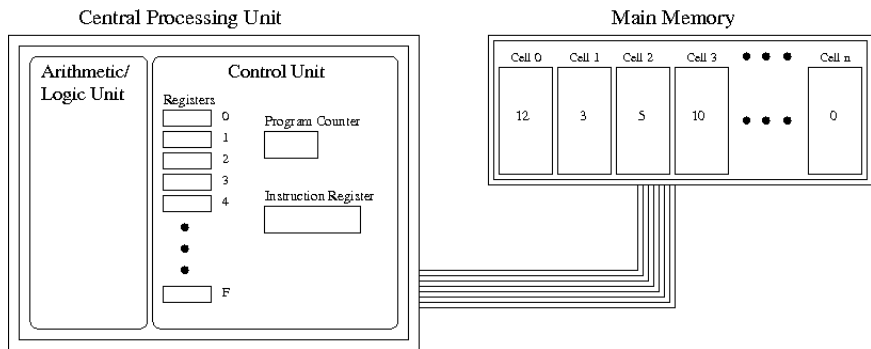 Central Processing Unit
Arithmetic/
Logic Unit
Control Unit
Registers
0
1
2
3
4
F
Program Counter
Instruction Register
Main Memory
Cell 0 Cell 1 Cell 2 Cell 3 Cell n
12 3 5 10 0